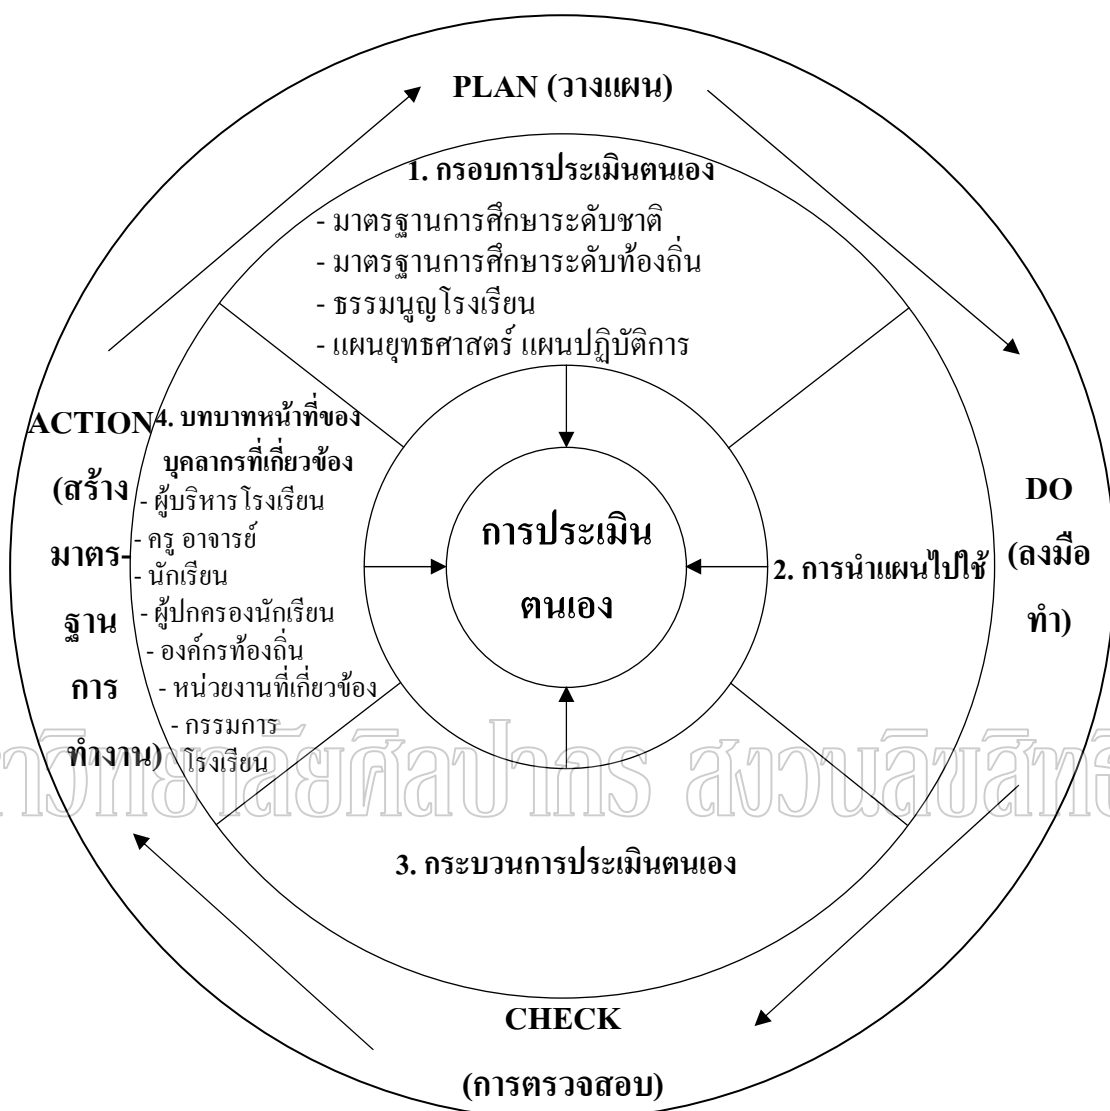 PLAN (วางแผน)
1. กรอบการประเมินตนเอง
- มาตรฐานการศึกษาระดับชาติ
- มาตรฐานการศึกษาระดับท้องถิ่น
- ธรรมนูญโรงเรียน
- แผนยุทธศาสตร์ แผนปฏิบัติการ
ACTION
(สร้าง
มาตร-
ฐาน
การ
ทำงาน)
4. บทบาทหน้าที่ของ
บุคลากรที่เกี่ยวข้อง
- ผู้บริหารโรงเรียน
- ครู อาจารย์
- นักเรียน
- ผู้ปกครองนักเรียน
- องค์กรท้องถิ่น
- หน่วยงานที่เกี่ยวข้อง
- กรรมการ
โรงเรียน
การประเมิน
ตนเอง
2. การนำแผนไปใช้
DO
(ลงมือ
ทำ)
3. กระบวนการประเมินตนเอง
CHECK
(การตรวจสอบ)
าวิทยาลัยศิลปากร สงวนลิขสิทธิ